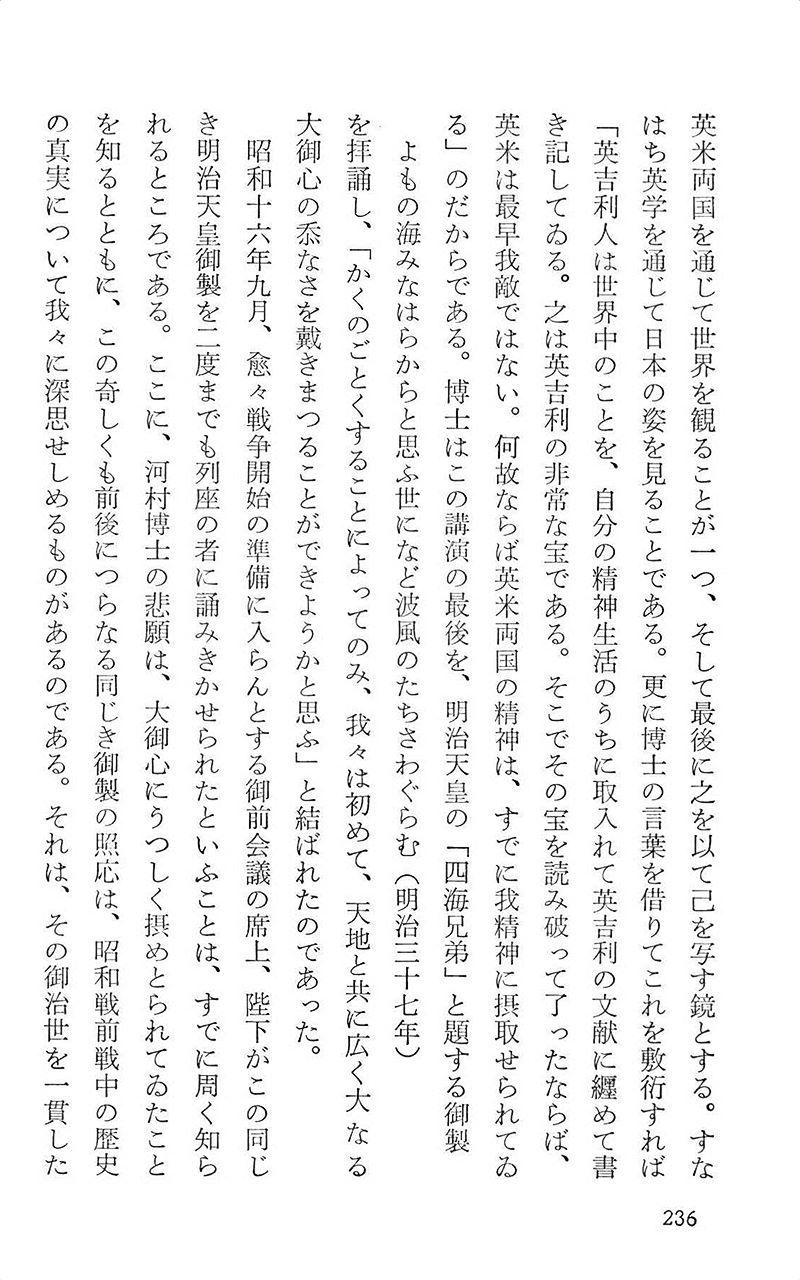 英米両国を通じて世界を観ることが一つ、そして最後に之を以て己を写す鏡とする。すな
はち英学を通じて日本の姿を見ることである。更に博士の言葉を借りてこれを敷衍すれば
「英吉利人は世界中のことを、自分の精神生活のうちに取入れて英吉利の文献に纒めて書
き記してゐる。之は英吉利の非常な宝である。そこでその宝を読み破って了ったならば、
英米は最早我敵ではない。何故ならば英米両国の精神は、すでに我精神に摂取せられてゐ
る」のだからである。博士はこの講演の最後を、明治天皇の「四海兄弟」と題する御製
よもの海みなはらからと思ふ世になど波風のたちさわぐらむ（明治三十七年）
を拝誦し、「かくのごとくすることによってのみ、我々は初めて、天地と共に広く大なる
大御心の忝なさを戴きまつることができようかと思ふ」と結ばれたのであった。
昭和十六年九月、愈々戦争開始の準備に入らんとする御前会議の席上、陛下がこの同じ
き明治天皇御製を二度までも列座の者に誦みきかせられたといふことは、すでに周く知ら
れるところである。ここに、河村博士の悲願は、大御心にうつしく摂めとられてゐたこと
を知るとともに、この奇しくも前後につらなる同じき御製の照応は、昭和戦前戦中の歴史
の真実について我々に深思せしめるものがあるのである。それは、その御治世を一貫した
236